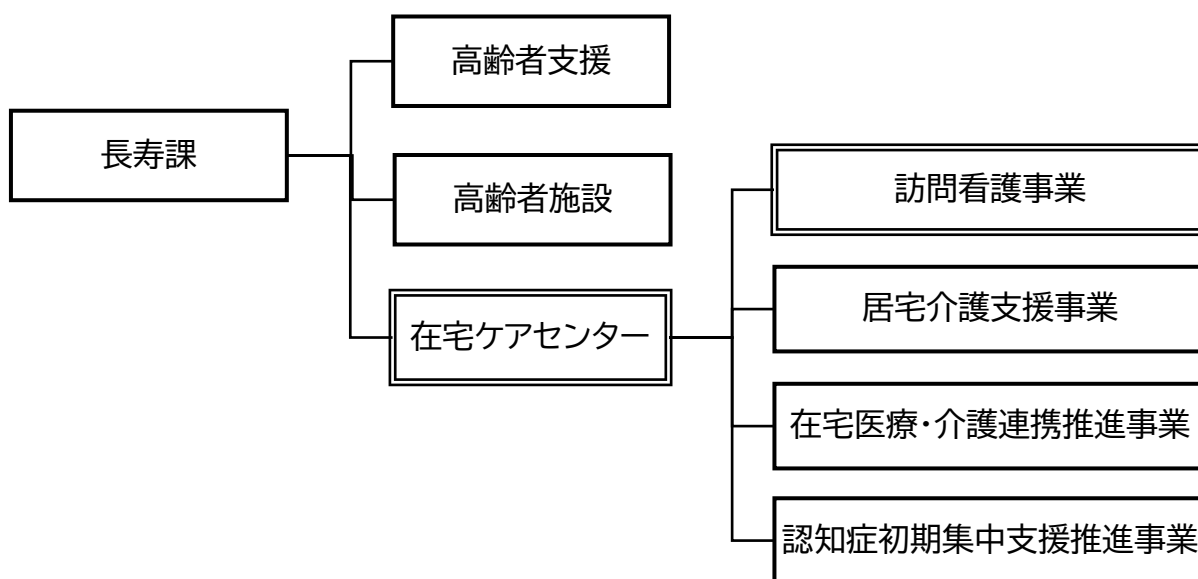 長寿課
高齢者支援
高齢者施設
在宅ケアセンター
訪問看護事業
居宅介護支援事業
在宅医療・介護連携推進事業
認知症初期集中支援推進事業